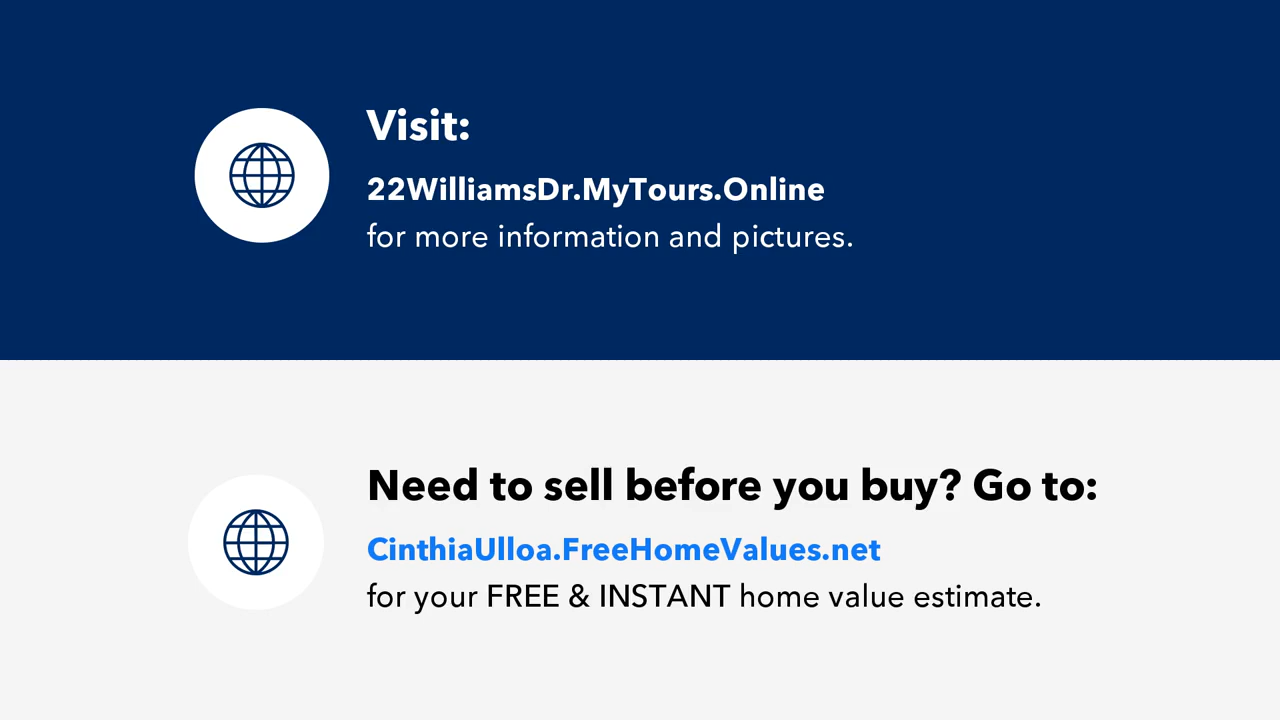 Visit:
22WilliamsDr.MyTours.Online
for more information and pictures.
Need to sell before you buy? Go to:
CinthiaUlloa.FreeHomeValues.net
for your FREE & INSTANT home value estimate.